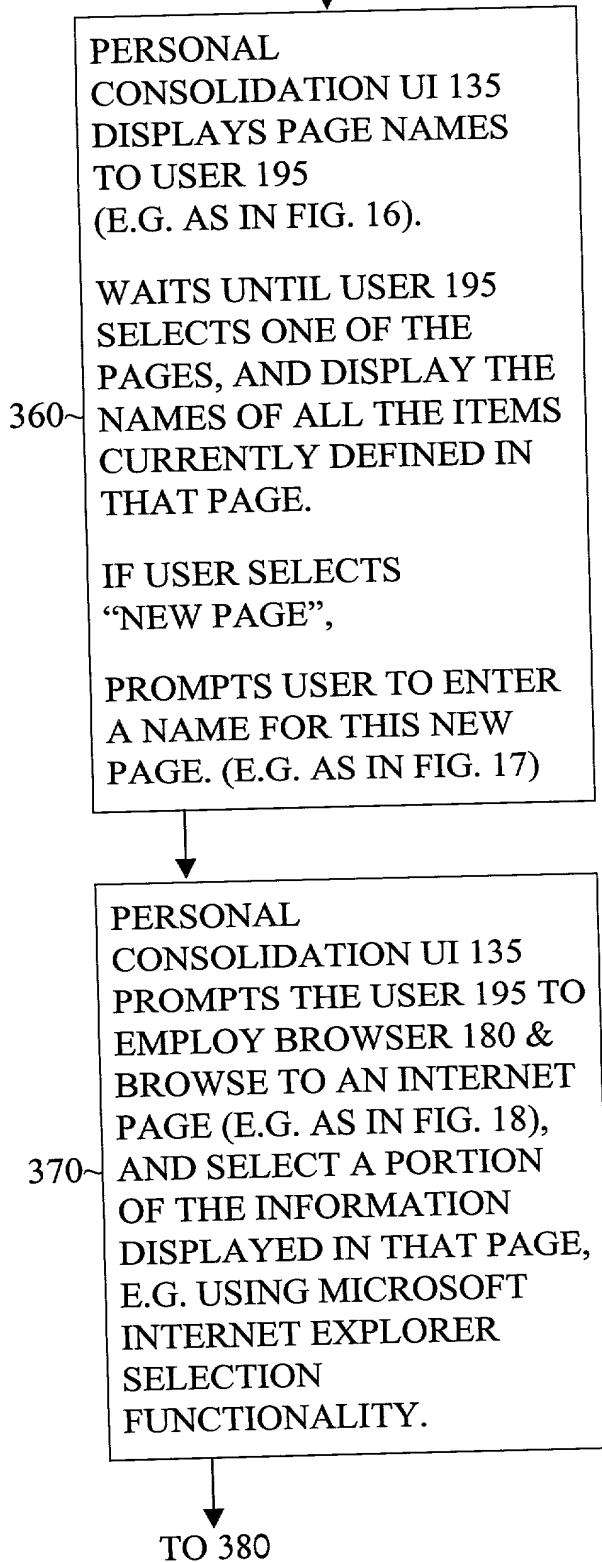 PERSONAL
CONSOLIDATION UI 135
DISPLAYS PAGE NAMES
TO USER 195
(E.G. AS IN FIG. 16).
WAITS UNTIL USER 195
SELECTS ONE OF THE
PAGES, AND DISPLAY THE
360~ NAMES OF ALL THE ITEMS
CURRENTLY DEFINED IN
THAT PAGE.
IF USER SELECTS
“NEW PAGE”,
PROMPTS USER TO ENTER
A NAME FOR THIS NEW
PAGE. (E.G. AS IN FIG. 17)
PERSONAL
CONSOLIDATION UI 135
PROMPTS THE USER 195 TO
EMPLOY BROWSER 180 &
BROWSE TO AN INTERNET
PAGE (E.G. AS IN FIG. 18),
370~ AND SELECT A PORTION
OF THE INFORMATION
DISPLAYED IN THAT PAGE,
E.G. USING MICROSOFT
INTERNET EXPLORER
SELECTION
FUNCTIONALITY.
TO 380